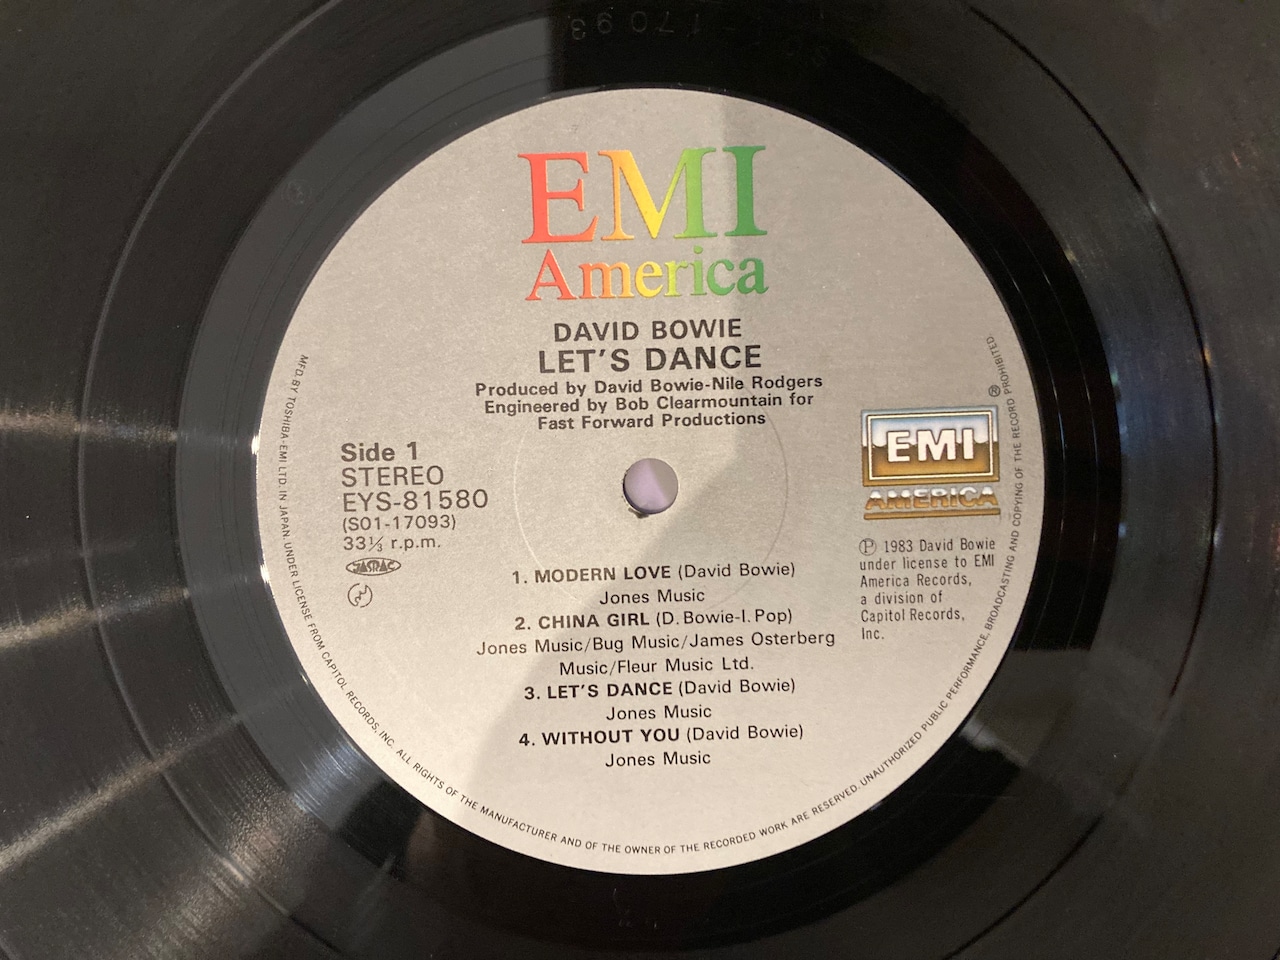 EMI
America
DAVID BOWIE
LET'S DANCE
Produced by David Bowie-Nile Rodgers
Engineered by Bob Clearmountain for
Fast Forward Productions
Side 1
STEREO
EYS-81580
(S01-17093)
33⅓ r.p.m.
JASRAC
EMI
AMERICA
Ⓟ 1983 David Bowie
under license to EMI
America Records,
a division of
Capitol Records,
Inc.
1. MODERN LOVE (David Bowie)
Jones Music
2. CHINA GIRL (D. Bowie-I. Pop)
Jones Music/Bug Music/James Osterberg
Music/Fleur Music Ltd.
3. LET'S DANCE (David Bowie)
Jones Music
4. WITHOUT YOU (David Bowie)
Jones Music
MFD. BY TOSHIBA-EMI LTD. IN JAPAN. UNDER LICENSE FROM CAPITOL RECORDS, INC. ALL RIGHTS OF THE MANUFACTURER AND OF THE OWNER OF THE RECORDED WORK ARE RESERVED. UNAUTHORIZED PUBLIC PERFORMANCE, BROADCASTING AND COPYING OF THE RECORD PROHIBITED.
®
17093